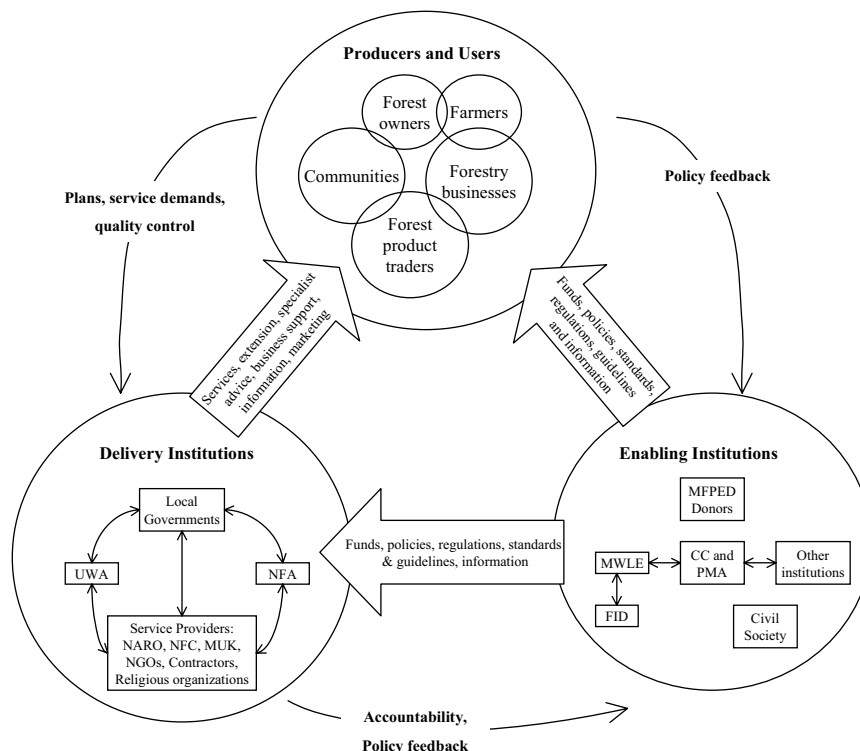 Producers and Users
Forest
owners
Farmers
Communities
Forestry
businesses
Forest
product
traders
Plans, service demands,
quality control
Policy feedback
Services, extension, specialist
advice, business support,
information, marketing
Funds, policies, standards,
regulations, guidelines
and information
Delivery Institutions
Local
Governments
UWA
NFA
Service Providers:
NARO, NFC, MUK,
NGOs, Contractors,
Religious organizations
Funds, policies, regulations, standards
& guidelines, information
Enabling Institutions
MFPED
Donors
MWLE
CC and
PMA
Other
institutions
FID
Civil
Society
Accountability,
Policy feedback